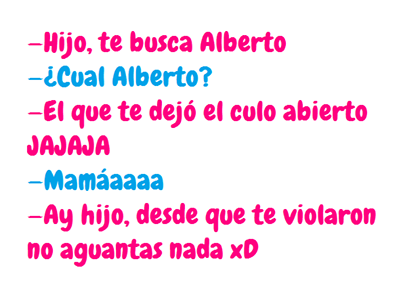 –Hijo, te busca Alberto
–¿Cual Alberto?
–El que te dejó el culo abierto
JAJAJA
–Mamáaaaa
–Ay hijo, desde que te violaron
no aguantas nada xD